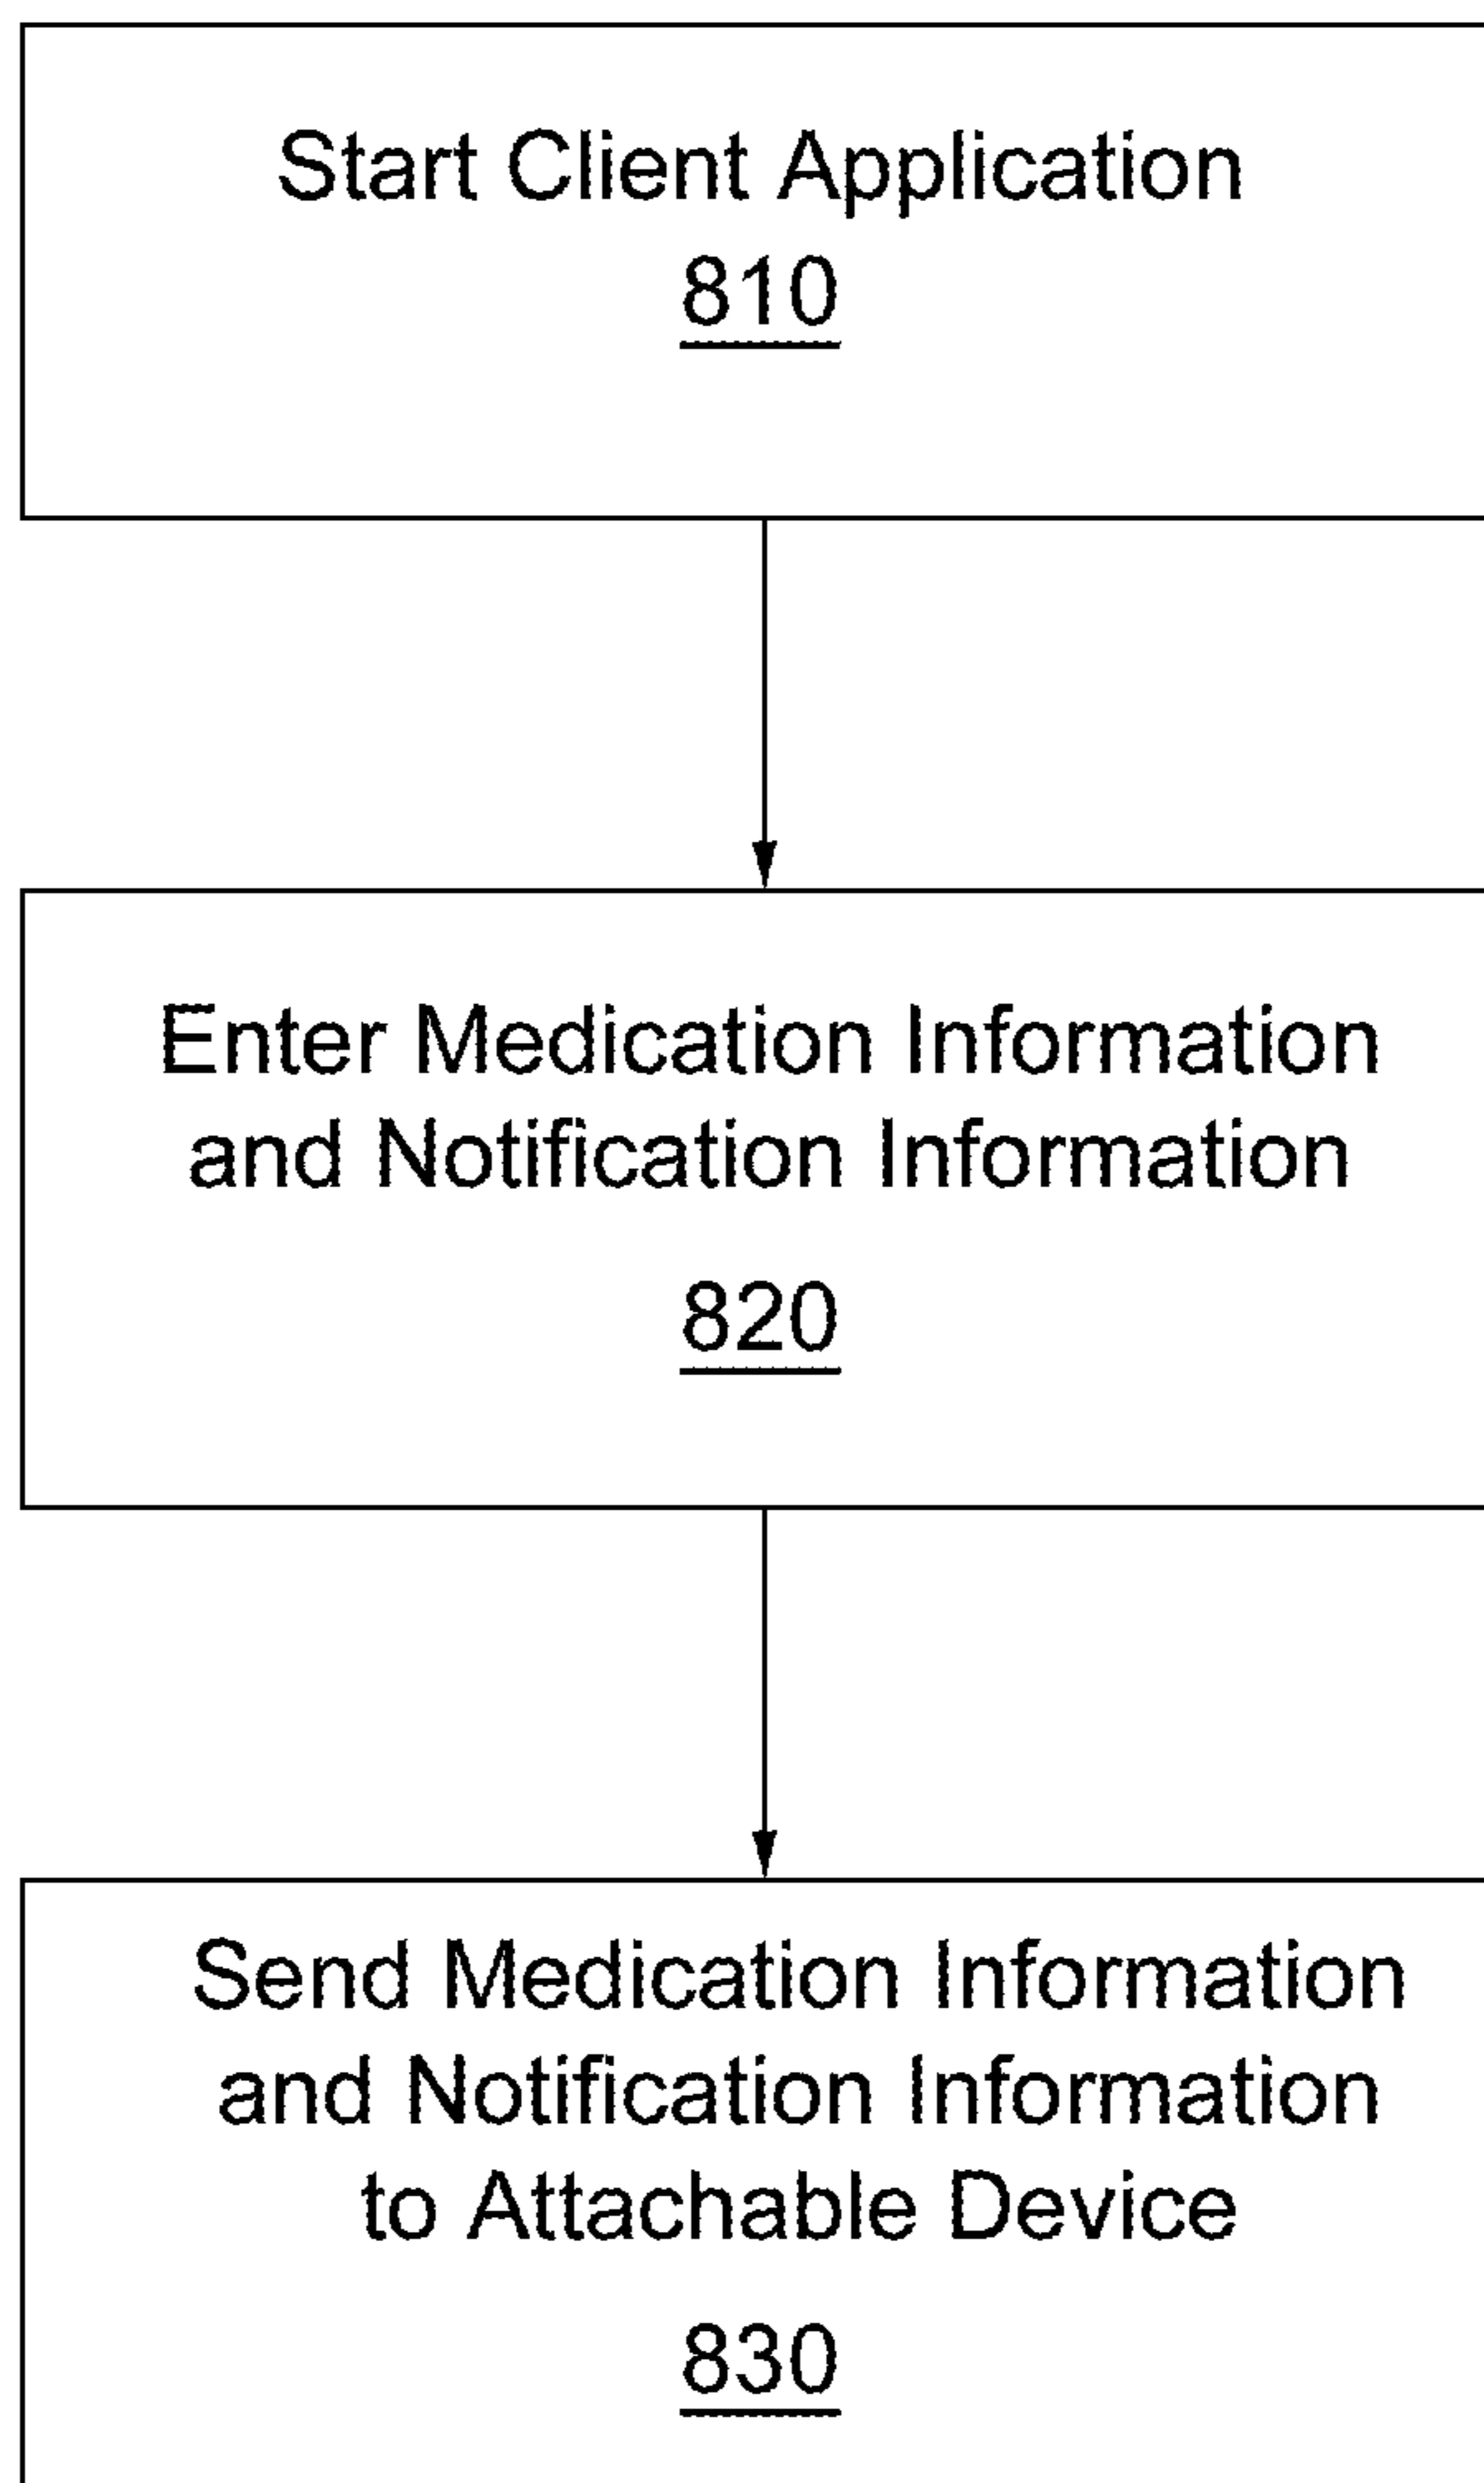 Start Client Application
810
Enter Medication Information
and Notification Information
820
Send Medication Information
and Notification Information
to Attachable Device
830